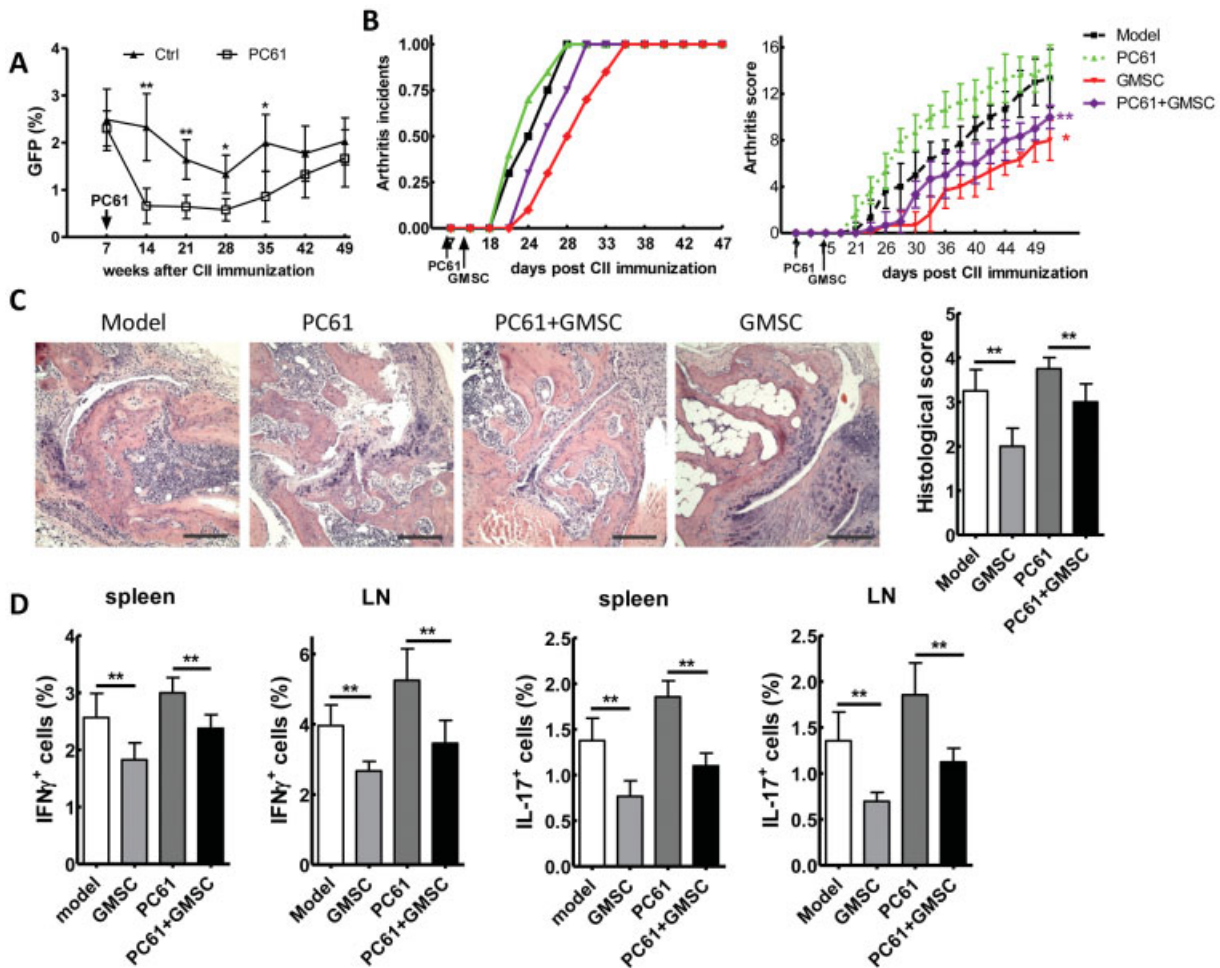 A
Ctrl
PC61
**
**
*
*
GFP (%)
4
3
2
1
0
PC61
7 14 21 28 35 42 49
weeks after CII immunization
B
Arthritis incidents
1.00
0.75
0.50
0.25
0.00
7 18 24 28 33 38 42 47
PC61
GMSC
days post CII immunization
Arthritis score
16
12
8
4
0
5 21 26 30 35 40 44 49
PC61
GMSC
days post CII immunization
**
*
Model
PC61
GMSC
PC61+GMSC
C
Model PC61 PC61+GMSC GMSC
Histological score
5
4
3
2
1
0
**
**
Model
GMSC
PC61
PC61+GMSC
D
spleen
IFNγ+ cells (%)
4
3
2
1
0
**
**
model
GMSC
PC61
PC61+GMSC
LN
IFNγ+ cells (%)
6
4
2
0
**
**
Model
GMSC
PC61
PC61+GMSC
spleen
IL-17+ cells (%)
2.5
2.0
1.5
1.0
0.5
0.0
**
**
model
GMSC
PC61
PC61+GMSC
LN
IL-17+ cells (%)
2.5
2.0
1.5
1.0
0.5
0.0
**
**
Model
GMSC
PC61
PC61+GMSC